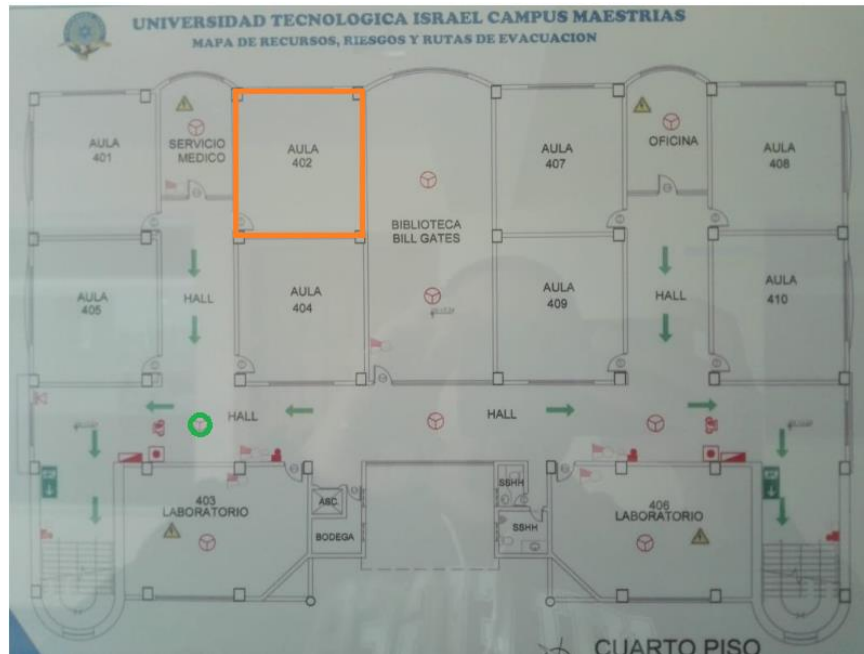 UNIVERSIDAD TECNOLOGICA ISRAEL CAMPUS MAESTRIAS
MAPA DE RECURSOS, RIESGOS Y RUTAS DE EVACUACION
AULA
401
SERVICIO
MEDICO
AULA
402
BIBLIOTECA
BILL GATES
AULA
407
OFICINA
AULA
408
AULA
405
HALL
AULA
404
AULA
409
HALL
AULA
410
HALL
HALL
403
LABORATORIO
ASC.
BODEGA
SSHH
SSHH
406
LABORATORIO
CUARTO PISO